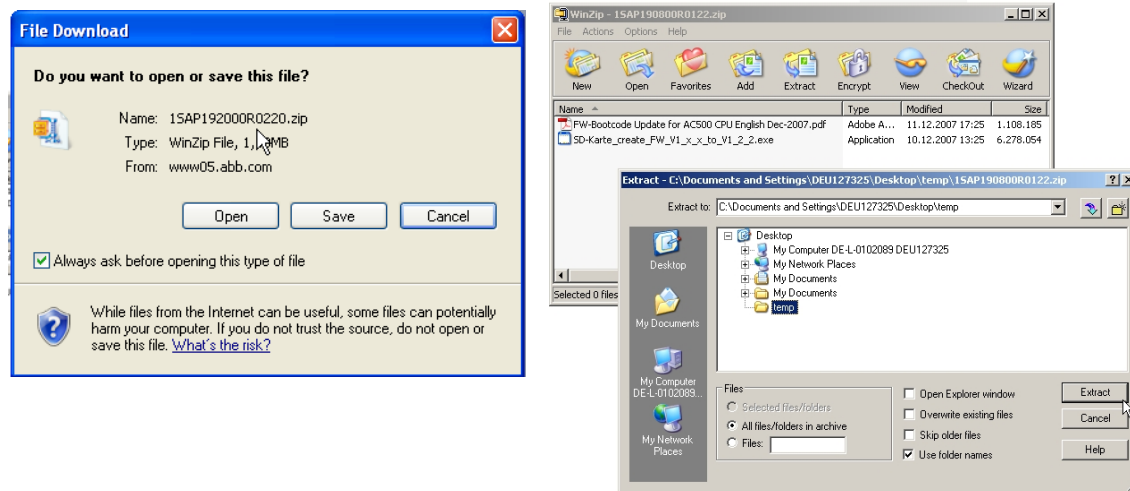 File Download
Do you want to open or save this file?
Name: 1SAP192000R0220.zip
Type: WinZip File, 1, MB
From: www05.abb.com
Open Save Cancel
Always ask before opening this type of file
While files from the Internet can be useful, some files can potentially
harm your computer. If you do not trust the source, do not open or
save this file. What's the risk?
WinZip - 1SAP190800R0122.zip
File Actions Options Help
New Open Favorites Add Extract Encrypt View CheckOut Wizard
Name Type Modified Size
FW-Bootcode Update for AC500 CPU English Dec-2007.pdf Adobe A... 11.12.2007 17:25 1.108.185
SD-Karte_create_FW_V1_x_x_to_V1_2_2.exe Application 10.12.2007 13:25 6.278.054
Selected 0 files
Extract - C:\Documents and Settings\DEU127325\Desktop\temp\1SAP190800R0122.zip
Extract to: C:\Documents and Settings\DEU127325\Desktop\temp
Desktop
My Documents
My Computer
DE-L-0102089...
My Network
Places
Desktop
My Computer DE-L-0102089 DEU127325
My Network Places
My Documents
My Documents
temp
Files
Selected files/folders
All files/folders in archive
Files:
Open Explorer window
Overwrite existing files
Skip older files
Use folder names
Extract
Cancel
Help